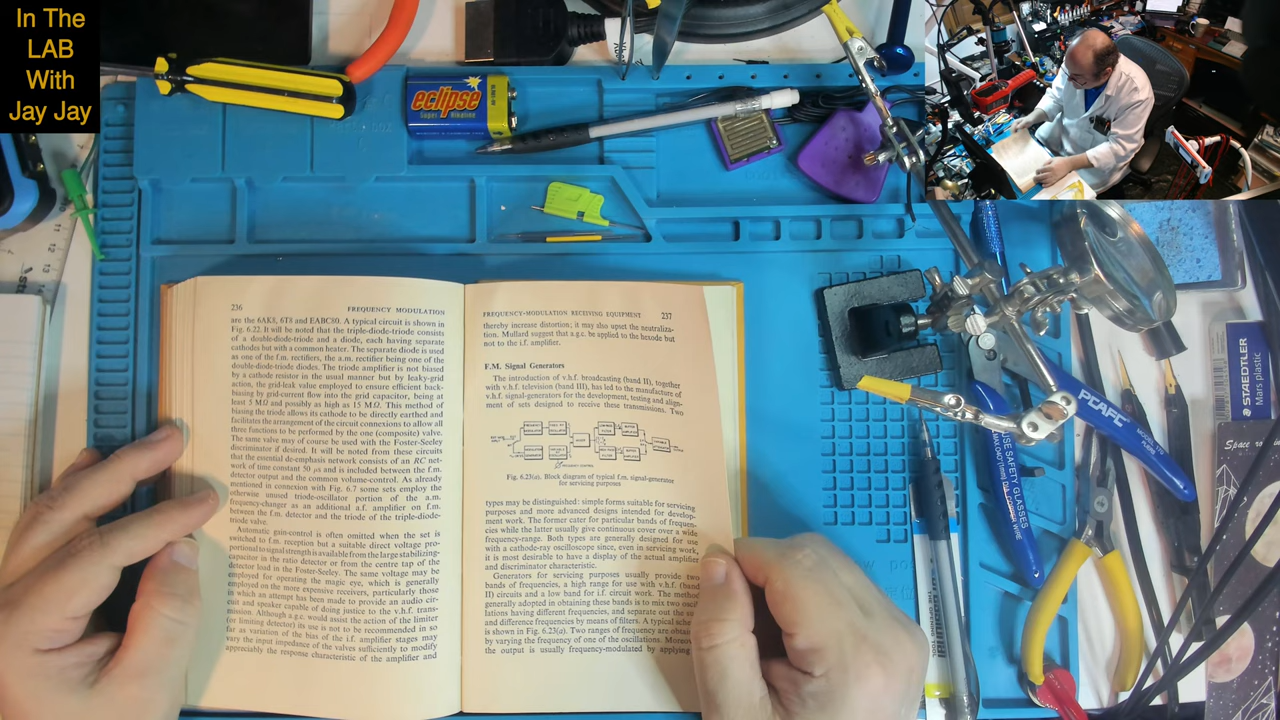 In The
LAB
With
Jay Jay
eclipse
Super Alkaline
236
FREQUENCY MODULATION
are the 6AK8, 6T8 and EABC80. A typical circuit is shown in
Fig. 6.22. It will be noted that the triple-diode-triode consists
of a double-diode-triode and a diode, each having separate
cathodes but with a common heater. The separate diode is used
as one of the f.m. rectifiers, the a.m. rectifier being one of the
double-diode-triode diodes. The triode amplifier is not biased
by a cathode resistor in the usual manner but by leaky-grid
action, the grid-leak value employed to ensure efficient back-
biasing by grid-current flow into the grid capacitor, being at
least 5 MΩ and possibly as high as 15 MΩ. This method of
biasing the triode allows its cathode to be directly earthed and
facilitates the arrangement of the circuit connexions to allow all
three functions to be performed by the one (composite) valve.
The same valve may of course be used with the Foster-Seeley
discriminator if desired. It will be noted from these circuits
that the essential de-emphasis network consists of an RC net-
work of time constant 50 μs and is included between the f.m.
detector output and the common volume-control. As already
mentioned in connexion with Fig. 6.7 some sets employ the
otherwise unused triode-oscillator portion of the a.m.
frequency-changer as an additional a.f. amplifier on f.m.
between the f.m. detector and the triode of the triple-diode-
triode valve.
Automatic gain-control is often omitted when the set is
switched to f.m. reception but a suitable direct voltage pro-
portional to signal strength is available from the large stabilizing-
capacitor in the ratio detector or from the centre tap of the
detector load in the Foster-Seeley. The same voltage may be
employed for operating the magic eye, which is generally
employed on the more expensive receivers, particularly those
in which an attempt has been made to provide an audio cir-
cuit and speaker capable of doing justice to the v.h.f. trans-
mission. Although a.g.c. would assist the action of the limiter
(or limiting detector) its use is not to be recommended in so
far as variation of the bias of the i.f. amplifier stages may
vary the input impedance of the valves sufficiently to modify
appreciably the response characteristic of the amplifier and
FREQUENCY-MODULATION RECEIVING EQUIPMENT
237
thereby increase distortion; it may also upset the neutraliza-
tion. Mullard suggest that a.g.c. be applied to the hexode but
not to the i.f. amplifier.
F.M. Signal Generators
The introduction of v.h.f. broadcasting (band II), together
with v.h.f. television (band III), has led to the manufacture of
v.h.f. signal-generators for the development, testing and align-
ment of sets designed to receive these transmissions. Two
Fig. 6.23(a). Block diagram of typical f.m. signal-generator
for servicing purposes
types may be distinguished: simple forms suitable for servicing
purposes and more advanced designs intended for develop-
ment work. The former cater for particular bands of frequen-
cies while the latter usually give continuous cover over a wide
frequency-range. Both types are generally designed for use
with a cathode-ray oscilloscope since, even in servicing work,
it is most desirable to have a display of the actual amplifier
and discriminator characteristic.
Generators for servicing purposes usually provide two
bands of frequencies, a high range for use with v.h.f. (band
II) circuits and a low band for i.f. circuit work. The method
generally adopted in obtaining these bands is to mix two
lations having different frequencies, and separate out the
and difference frequencies by means of filters. A typical
is shown in Fig. 6.23(a). Two ranges of frequency are
by varying the frequency of one of the oscillations.
the output is usually frequency-modulated by applying
PCAFC
MODEL
USE SAFETY GLASSES
STAEDTLER
Mars plastic
Space